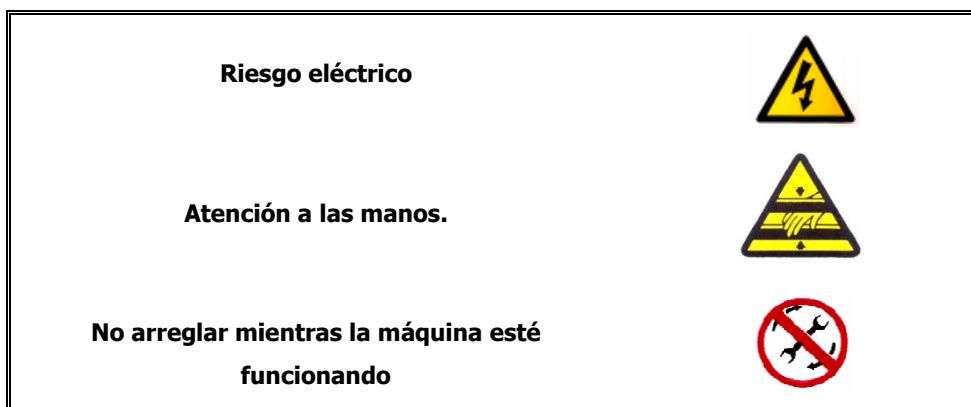 Riesgo eléctrico
Atención a las manos.
No arreglar mientras la máquina esté
funcionando